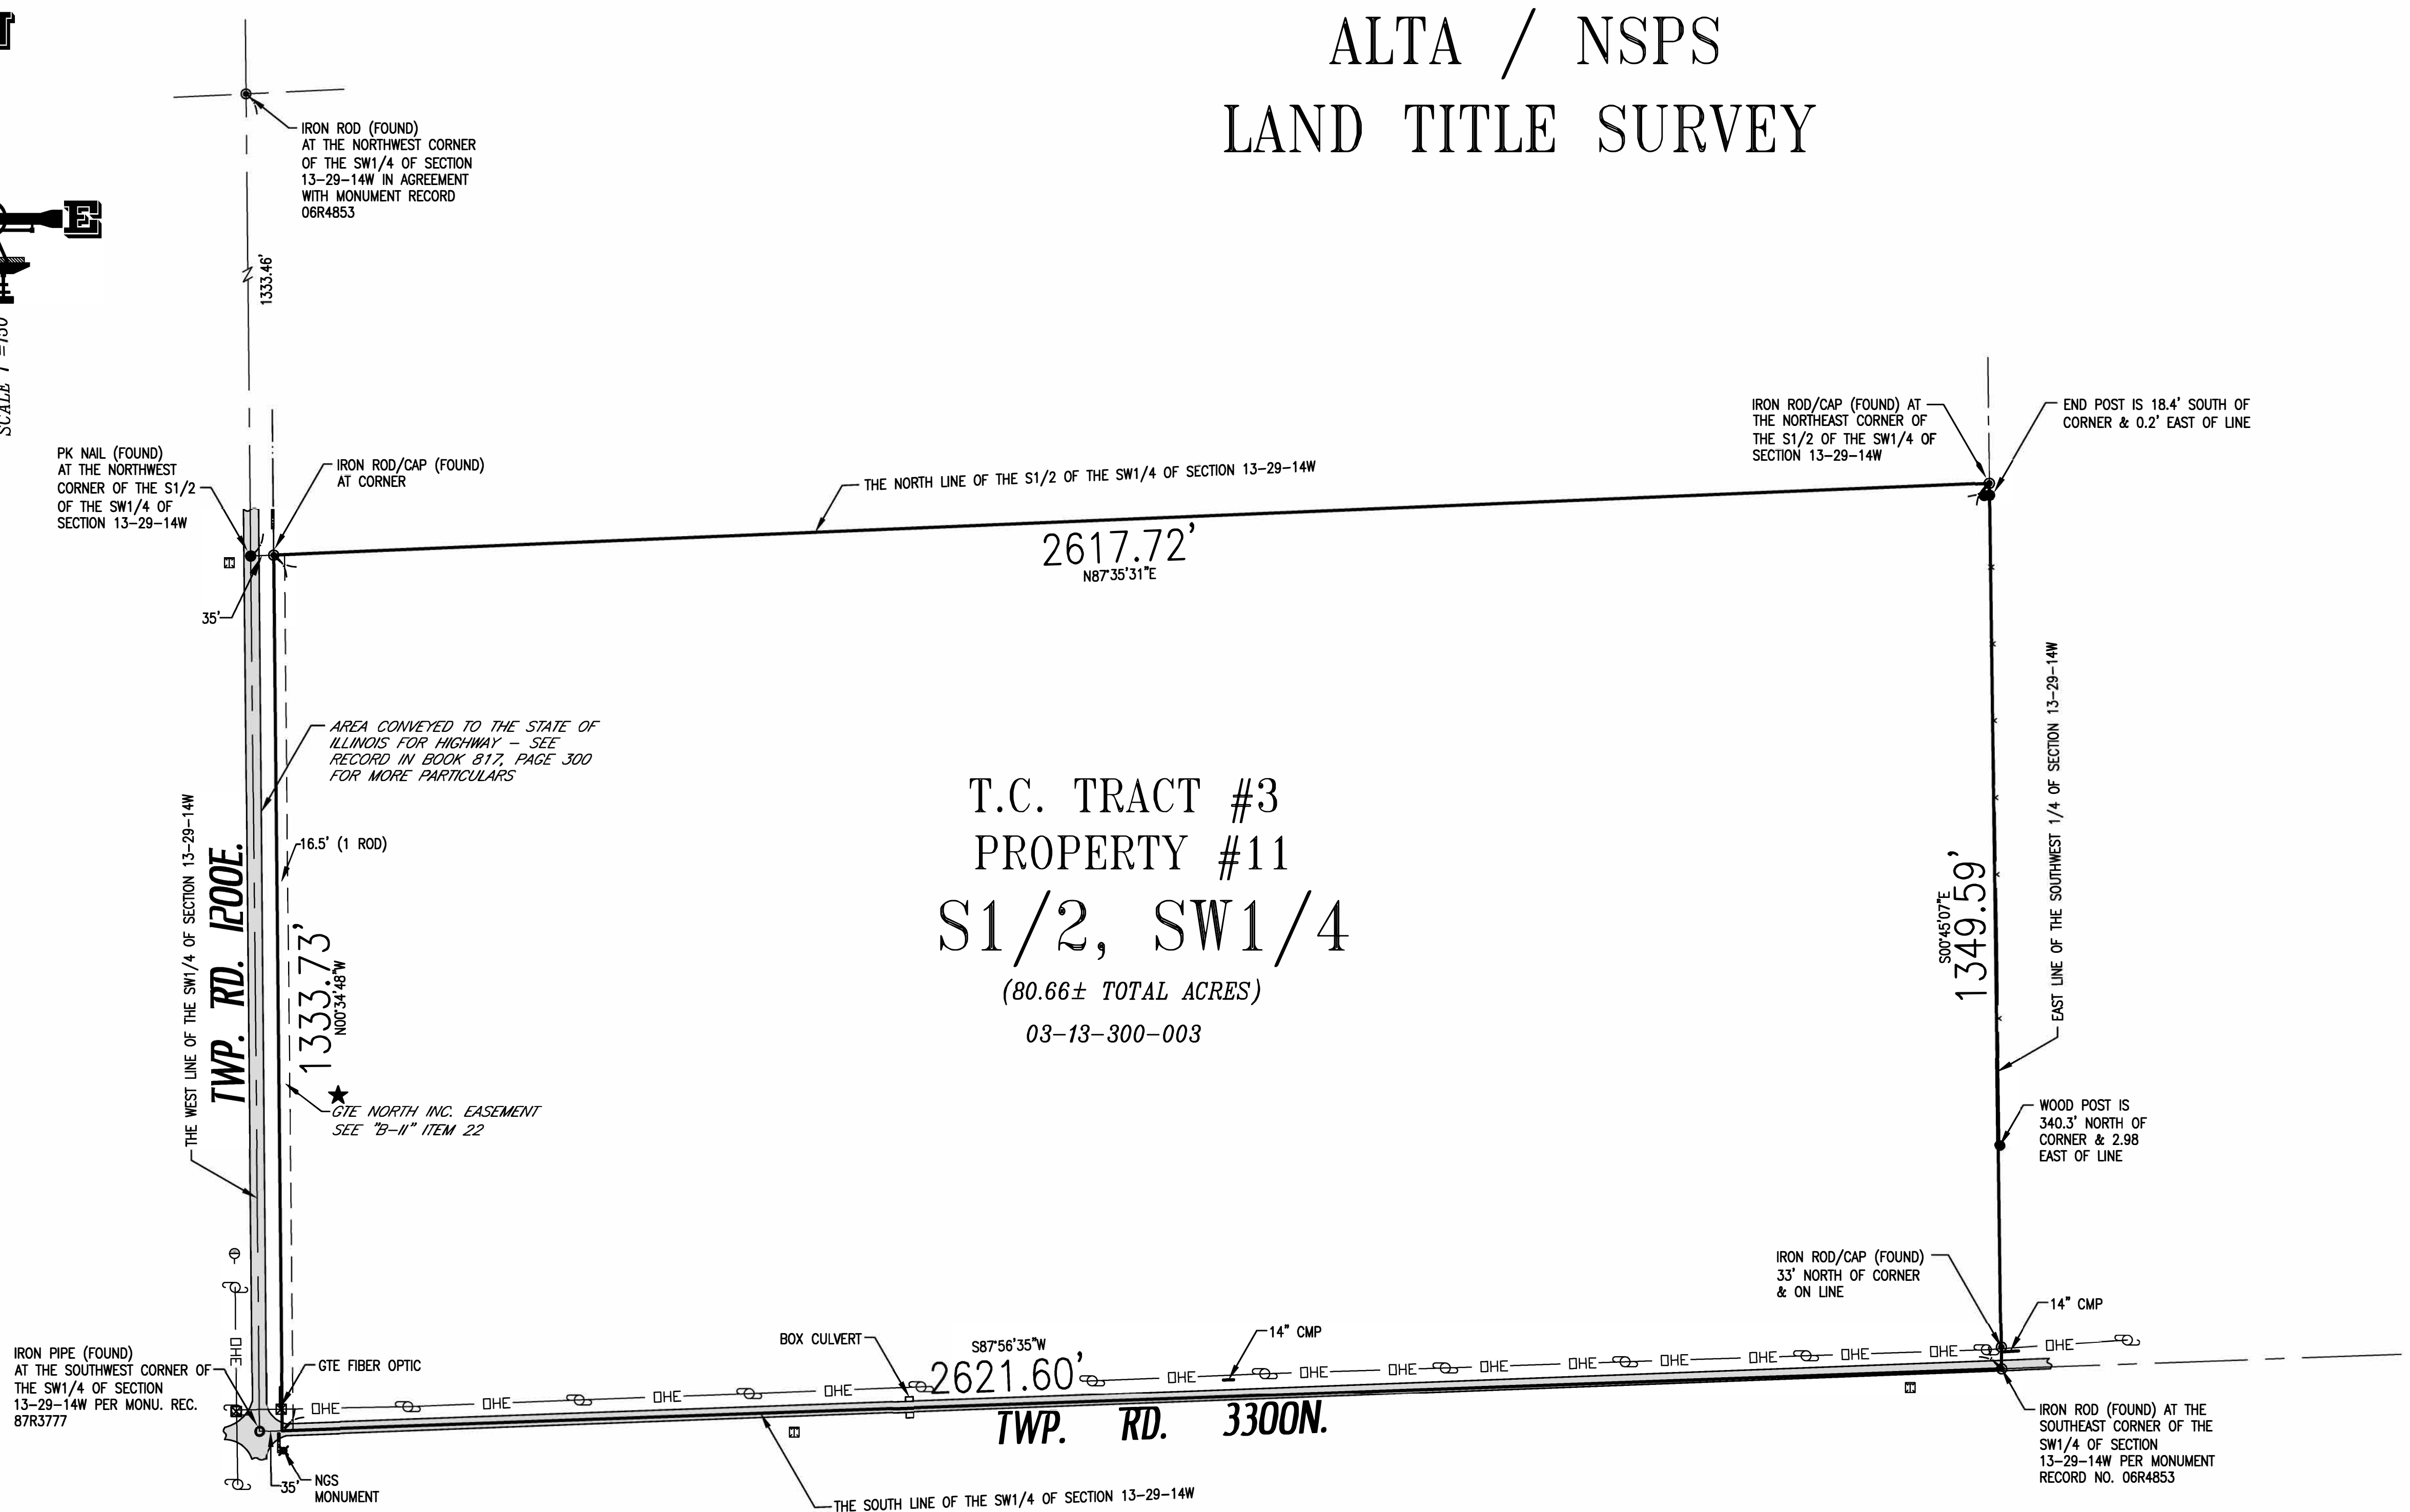 ALTA / NSPS
LAND TITLE SURVEY
E
IRON ROD (FOUND)
AT THE NORTHWEST CORNER
OF THE SW1/4 OF SECTION
13-29-14W IN AGREEMENT
WITH MONUMENT RECORD
06R4853
1333.46'
PK NAIL (FOUND)
AT THE NORTHWEST
CORNER OF THE S1/2
OF THE SW1/4 OF
SECTION 13-29-14W
IRON ROD/CAP (FOUND)
AT CORNER
35'
THE NORTH LINE OF THE S1/2 OF THE SW1/4 OF SECTION 13-29-14W
2617.72'
N87°35'31"E
IRON ROD/CAP (FOUND) AT
THE NORTHEAST CORNER OF
THE S1/2 OF THE SW1/4 OF
SECTION 13-29-14W
END POST IS 18.4' SOUTH OF
CORNER & 0.2' EAST OF LINE
AREA CONVEYED TO THE STATE OF
ILLINOIS FOR HIGHWAY - SEE
RECORD IN BOOK 817, PAGE 300
FOR MORE PARTICULARS
THE WEST LINE OF THE SW1/4 OF SECTION 13-29-14W
TWP. RD. 1200E.
16.5' (1 ROD)
1333.73'
N00°34'48"W
GTE NORTH INC. EASEMENT
SEE "B-II" ITEM 22
T.C. TRACT #3
PROPERTY #11
S1/2, SW1/4
(80.66± TOTAL ACRES)
03-13-300-003
S00°45'07"E
1349.59'
EAST LINE OF THE SOUTHWEST 1/4 OF SECTION 13-29-14W
WOOD POST IS
340.3' NORTH OF
CORNER & 2.98
EAST OF LINE
IRON ROD/CAP (FOUND)
33' NORTH OF CORNER
& ON LINE
14" CMP
OHE
IRON PIPE (FOUND)
AT THE SOUTHWEST CORNER OF
THE SW1/4 OF SECTION
13-29-14W PER MONU. REC.
87R3777
GTE FIBER OPTIC
BOX CULVERT
S87°56'35"W
2621.60'
14" CMP
OHE OHE OHE OHE OHE OHE OHE OHE OHE OHE OHE OHE OHE
TWP. RD. 3300N.
35'
NGS
MONUMENT
THE SOUTH LINE OF THE SW1/4 OF SECTION 13-29-14W
IRON ROD (FOUND) AT THE
SOUTHEAST CORNER OF THE
SW1/4 OF SECTION
13-29-14W PER MONUMENT
RECORD NO. 06R4853